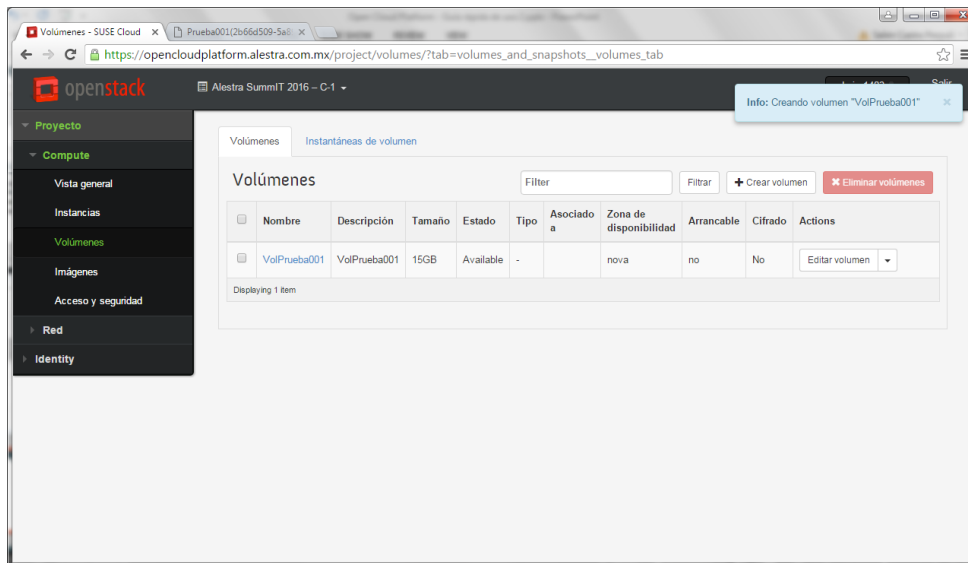 Volúmenes - SUSE Cloud
Prueba001(2b66d509-5a
https://opencloudplatform.alestra.com.mx/project/volumes/?tab=volumes_and_snapshots__volumes_tab
openstack
Alestra SummIT 2016 – C-1
Salir
Info: Creando volumen "VolPrueba001"
Proyecto
Compute
Vista general
Instancias
Volúmenes
Imágenes
Acceso y seguridad
Red
Identity
Volúmenes Instantáneas de volumen
Volúmenes
Filter Filtrar Crear volumen Eliminar volúmenes
Nombre Descripción Tamaño Estado Tipo Asociado a Zona de disponibilidad Arrancable Cifrado Actions
VolPrueba001 VolPrueba001 15GB Available - nova no No Editar volumen
Displaying 1 item